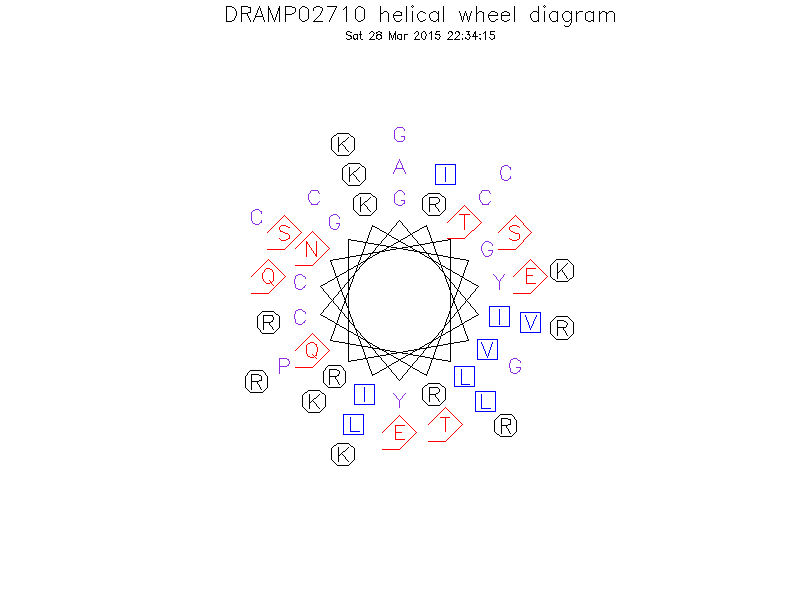 DRAMP02710 helical wheel diagram
Sat 28 Mar 2015 22:34:15
G
K
A
K I C
G
K R C
C
C G T S
S
N G
Q C Y E K
R C I V R
Q V
P R L G
R
K I Y R L
L E T R
K